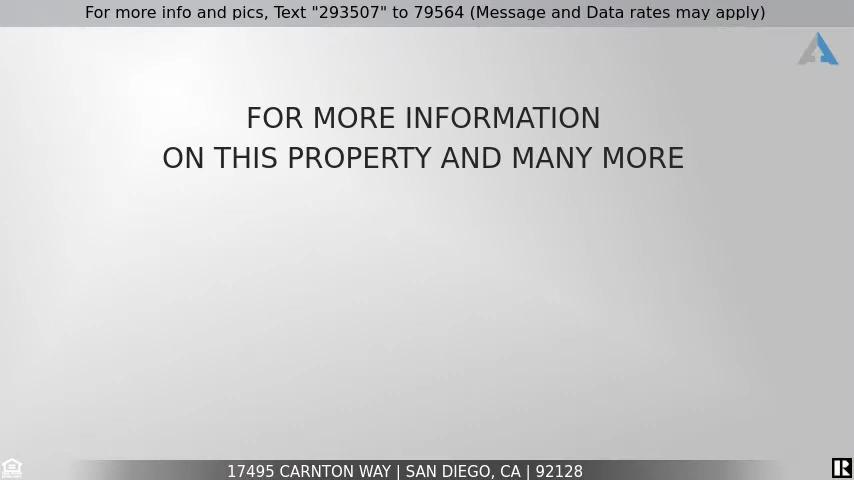 For more info and pics, Text "293507" to 79564 (Message and Data rates may apply)
FOR MORE INFORMATION
ON THIS PROPERTY AND MANY MORE
17495 CARNTON WAY | SAN DIEGO, CA | 92128